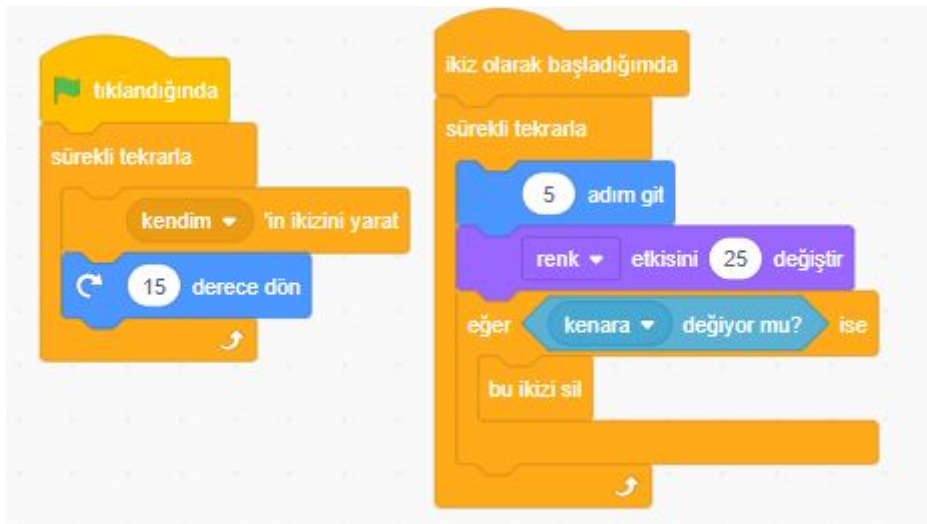 tıklandığında
sürekli tekrarla
kendim 'in ikizini yarat
15 derece dön
ikiz olarak başladığımda
sürekli tekrarla
5 adım git
renk etkisini 25 değiştir
eğer kenara değiyor mu? ise
bu ikizi sil